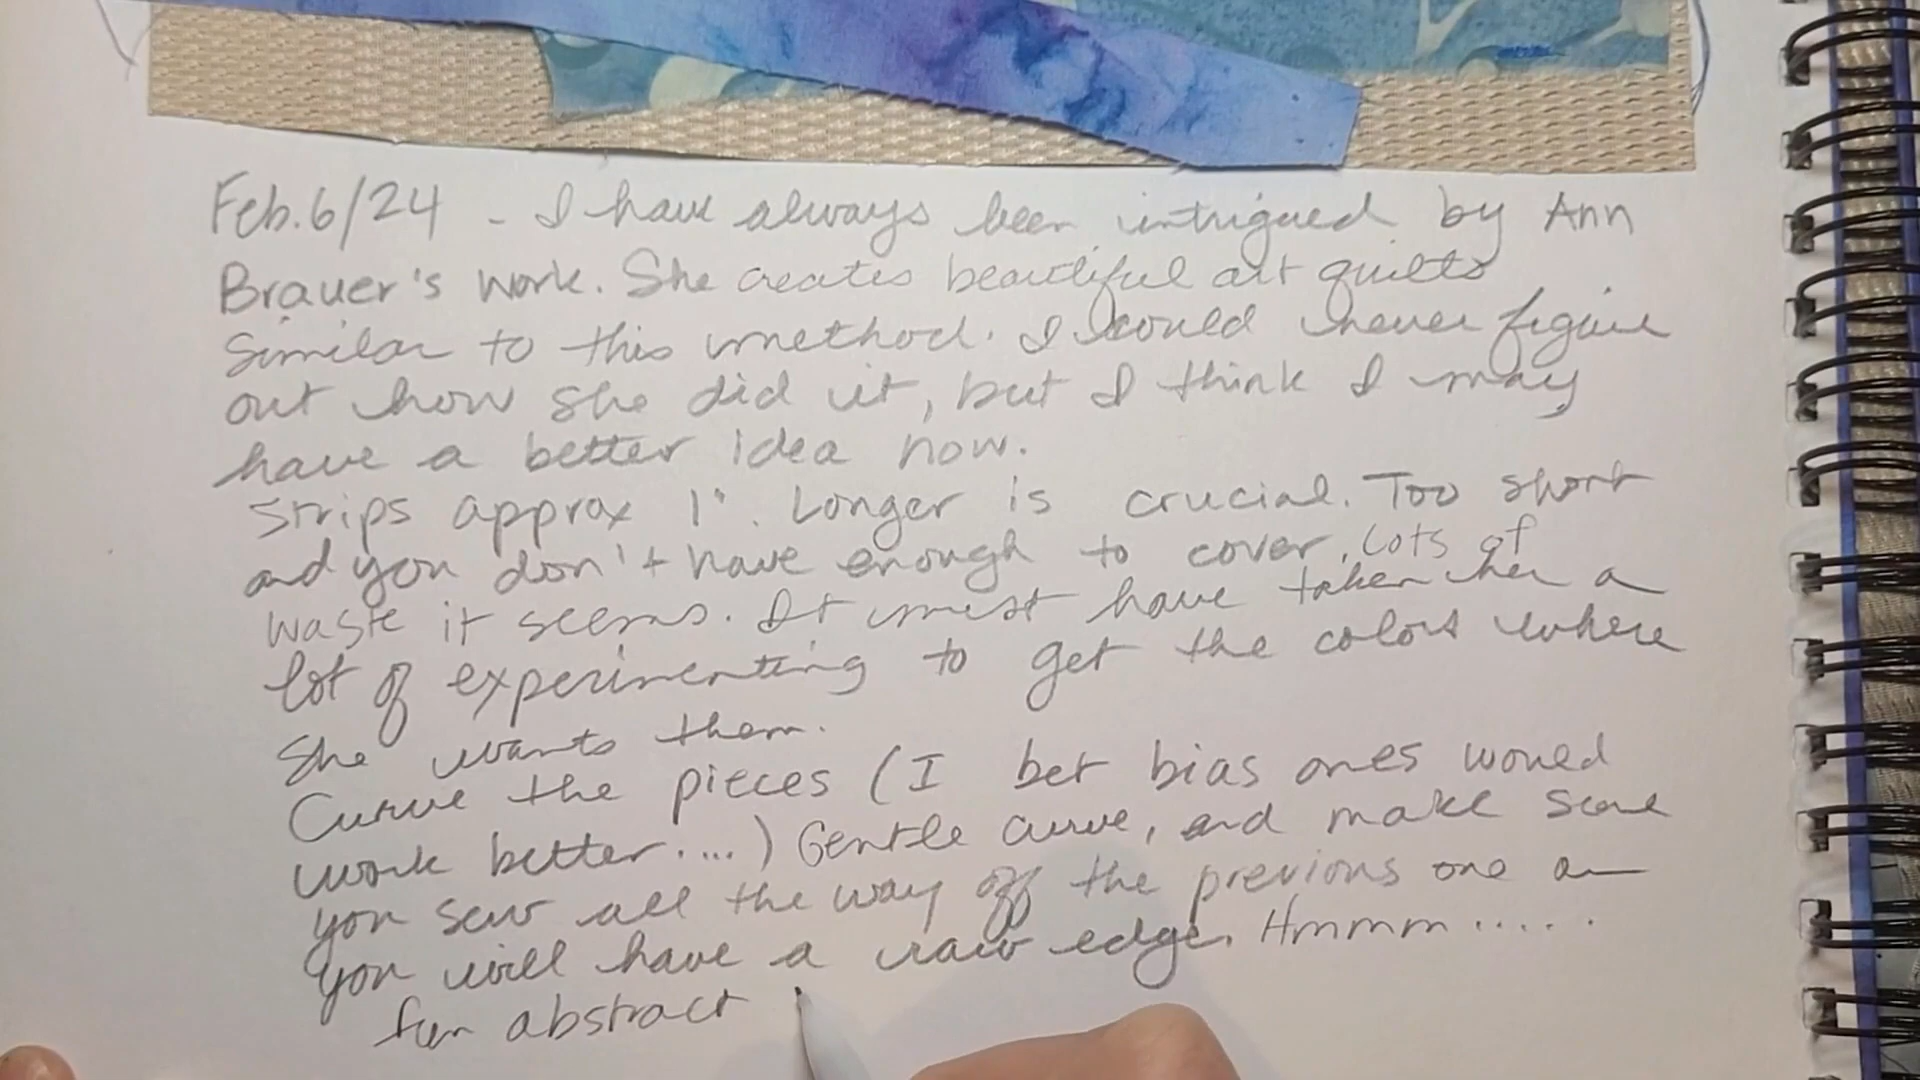 Feb.6/24 - I have always been intrigued by Ann
Brauer's work. She creates beautiful art quilts
similar to this method. I could never figure
out how she did it, but I think I may
have a better idea now.
Strips approx 1". Longer is crucial. Too short
and you don't have enough to cover. Lots of
waste it seems. It must have taken her a
lot of experimenting to get the colors where
she wants them.
Curve the pieces (I bet bias ones would
work better....) Gentle curve, and make sure
you sew all the way off the previous one or
you will have a raw edge. Hmmm.....
fun abstract